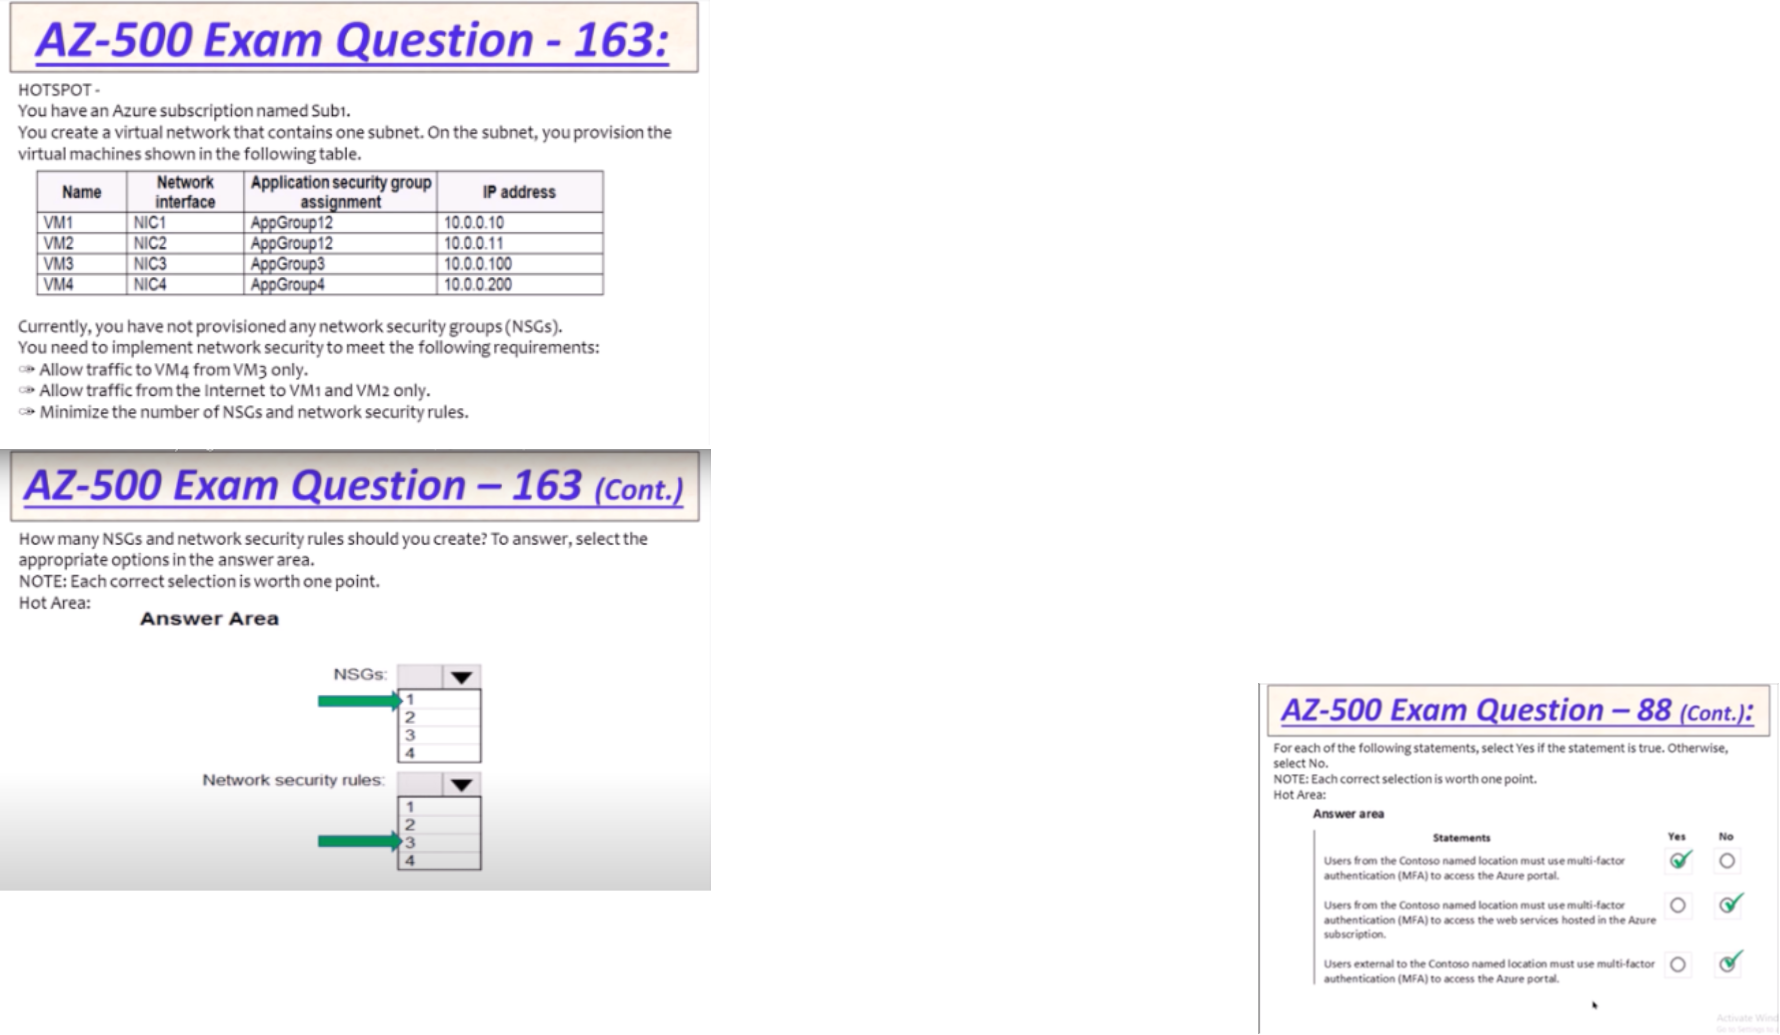 AZ-500 Exam Question - 163:
HOTSPOT -
You have an Azure subscription named Sub1.
You create a virtual network that contains one subnet. On the subnet, you provision the
virtual machines shown in the following table.
Name Network interface Application security group assignment IP address
VM1 NIC1 AppGroup12 10.0.0.10
VM2 NIC2 AppGroup12 10.0.0.11
VM3 NIC3 AppGroup3 10.0.0.100
VM4 NIC4 AppGroup4 10.0.0.200
Currently, you have not provisioned any network security groups (NSGs).
You need to implement network security to meet the following requirements:
Allow traffic to VM4 from VM3 only.
Allow traffic from the Internet to VM1 and VM2 only.
Minimize the number of NSGs and network security rules.
AZ-500 Exam Question – 163 (Cont.)
How many NSGs and network security rules should you create? To answer, select the
appropriate options in the answer area.
NOTE: Each correct selection is worth one point.
Hot Area:
Answer Area
NSGs:
1
2
3
4
Network security rules:
1
2
3
4
AZ-500 Exam Question – 88 (Cont.):
For each of the following statements, select Yes if the statement is true. Otherwise,
select No.
NOTE: Each correct selection is worth one point.
Hot Area:
Answer area
Statements Yes No
Users from the Contoso named location must use multi-factor
authentication (MFA) to access the Azure portal.
Users from the Contoso named location must use multi-factor
authentication (MFA) to access the web services hosted in the Azure
subscription.
Users external to the Contoso named location must use multi-factor
authentication (MFA) to access the Azure portal.
Activate Wind